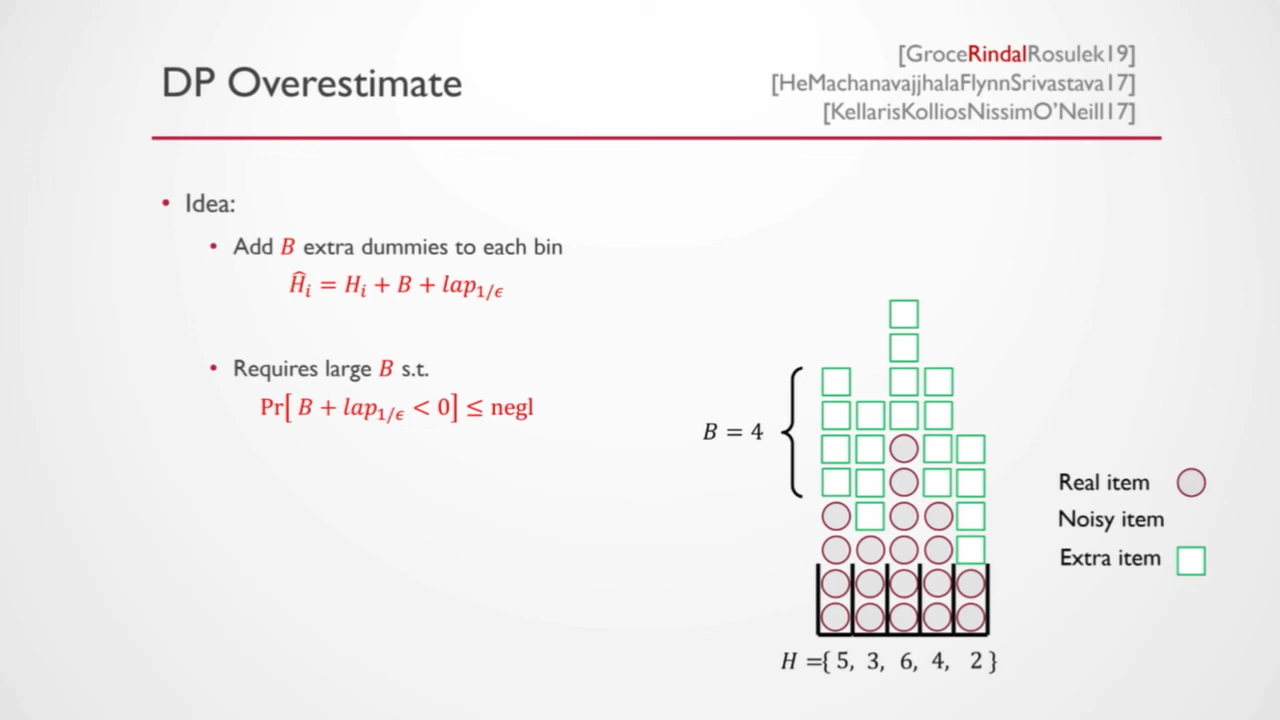 DP Overestimate
[GroceRindalRosulek19]
[HeMachanavajjhalaFlynnSrivastava17]
[KellarisKolliosNissimO'Neill17]
• Idea:
• Add B extra dummies to each bin
Ĥᵢ = Hᵢ + B + lap₁/ϵ
• Requires large B s.t.
Pr[ B + lap₁/ϵ < 0] ≤ negl
B = 4
Real item
Noisy item
Extra item
H ={ 5, 3, 6, 4, 2 }